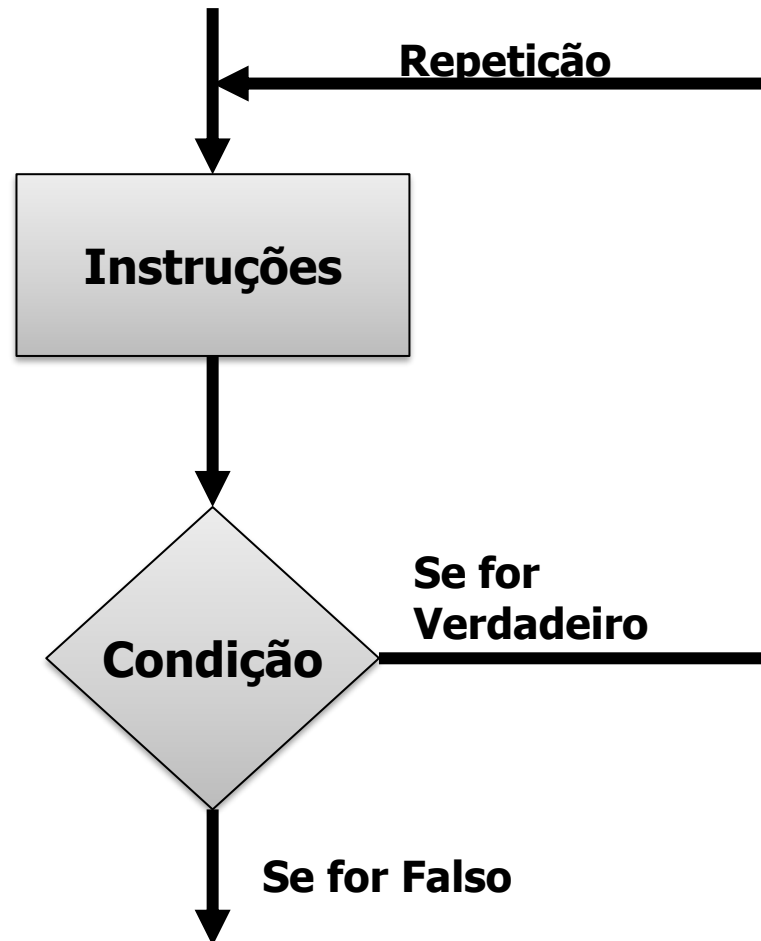 Repetição
Instruções
Se for
Verdadeiro
Condição
Se for Falso